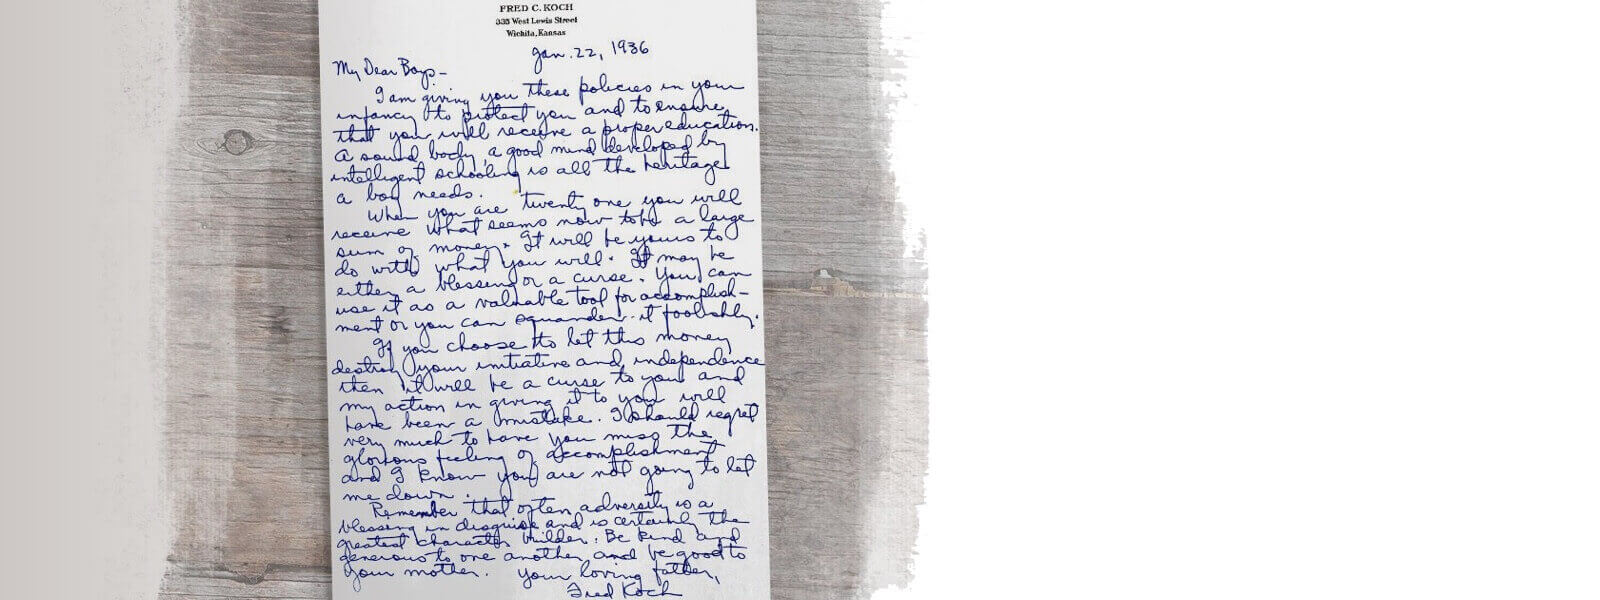 FRED C. KOCH
335 West Lewis Street
Wichita, Kansas
Jan. 22, 1936
My Dear Boys-
I am giving you these policies in your
infancy to protect you and to ensure
that you will receive a proper education.
A sound body, a good mind developed by
intelligent schooling is all the heritage
a boy needs.
When you are twenty one you will
receive what seems now to be a large
sum of money. It will be yours to
do with what you will. It may be
either a blessing or a curse. You can
use it as a valuable tool for accomplish-
ment or you can squander it foolishly.
If you choose to let this money
destroy your initiative and independence
then it will be a curse to you and
my action in giving it to you will
have been a mistake. I should regret
very much to have you miss the
glorious feeling of accomplishment
and I know you are not going to let
me down.
Remember that often adversity is a
blessing in disguise and is certainly the
greatest character builder. Be kind and
generous to one another and be good to
your mother. Your loving father,
Fred Koch